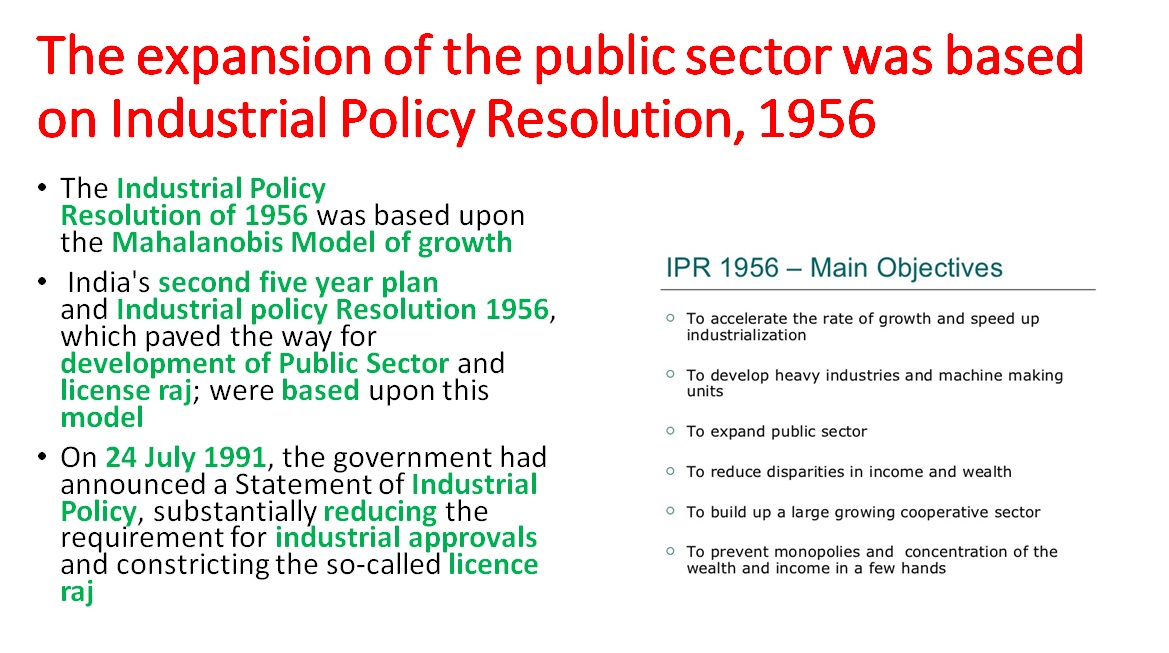 The expansion of the public sector was based
on Industrial Policy Resolution, 1956
• The Industrial Policy
Resolution of 1956 was based upon
the Mahalanobis Model of growth
• India's second five year plan
and Industrial policy Resolution 1956,
which paved the way for
development of Public Sector and
license raj; were based upon this
model
• On 24 July 1991, the government had
announced a Statement of Industrial
Policy, substantially reducing the
requirement for industrial approvals
and constricting the so-called licence
raj
IPR 1956 – Main Objectives
○ To accelerate the rate of growth and speed up
industrialization
○ To develop heavy industries and machine making
units
○ To expand public sector
○ To reduce disparities in income and wealth
○ To build up a large growing cooperative sector
○ To prevent monopolies and concentration of the
wealth and income in a few hands